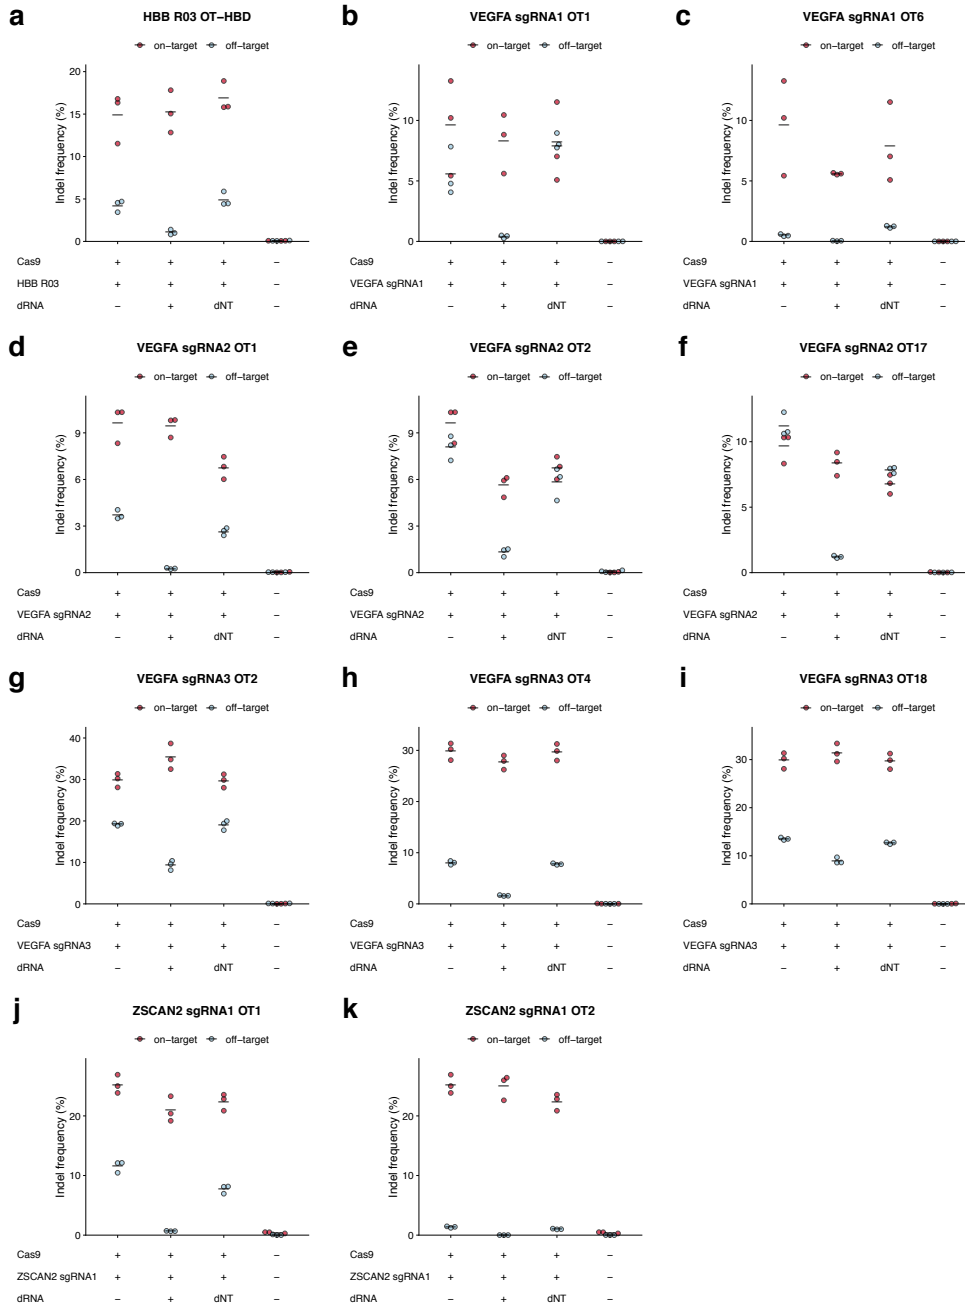 a HBB R03 OT−HBD
on-target off-target
Indel frequency (%)
20
15
10
5
0
Cas9 + + + −
HBB R03 + + + −
dRNA − + dNT −
b VEGFA sgRNA1 OT1
on-target off-target
Indel frequency (%)
10
5
0
Cas9 + + + −
VEGFA sgRNA1 + + + −
dRNA − + dNT −
c VEGFA sgRNA1 OT6
on-target off-target
Indel frequency (%)
10
5
0
Cas9 + + + −
VEGFA sgRNA1 + + + −
dRNA − + dNT −
d VEGFA sgRNA2 OT1
on-target off-target
Indel frequency (%)
9
6
3
0
Cas9 + + + −
VEGFA sgRNA2 + + + −
dRNA − + dNT −
e VEGFA sgRNA2 OT2
on-target off-target
Indel frequency (%)
9
6
3
0
Cas9 + + + −
VEGFA sgRNA2 + + + −
dRNA − + dNT −
f VEGFA sgRNA2 OT17
on-target off-target
Indel frequency (%)
10
5
0
Cas9 + + + −
VEGFA sgRNA2 + + + −
dRNA − + dNT −
g VEGFA sgRNA3 OT2
on-target off-target
Indel frequency (%)
40
30
20
10
0
Cas9 + + + −
VEGFA sgRNA3 + + + −
dRNA − + dNT −
h VEGFA sgRNA3 OT4
on-target off-target
Indel frequency (%)
30
20
10
0
Cas9 + + + −
VEGFA sgRNA3 + + + −
dRNA − + dNT −
i VEGFA sgRNA3 OT18
on-target off-target
Indel frequency (%)
30
20
10
0
Cas9 + + + −
VEGFA sgRNA3 + + + −
dRNA − + dNT −
j ZSCAN2 sgRNA1 OT1
on-target off-target
Indel frequency (%)
20
10
0
Cas9 + + + −
ZSCAN2 sgRNA1 + + + −
dRNA − + dNT −
k ZSCAN2 sgRNA1 OT2
on-target off-target
Indel frequency (%)
20
10
0
Cas9 + + + −
ZSCAN2 sgRNA1 + + + −
dRNA − + dNT −